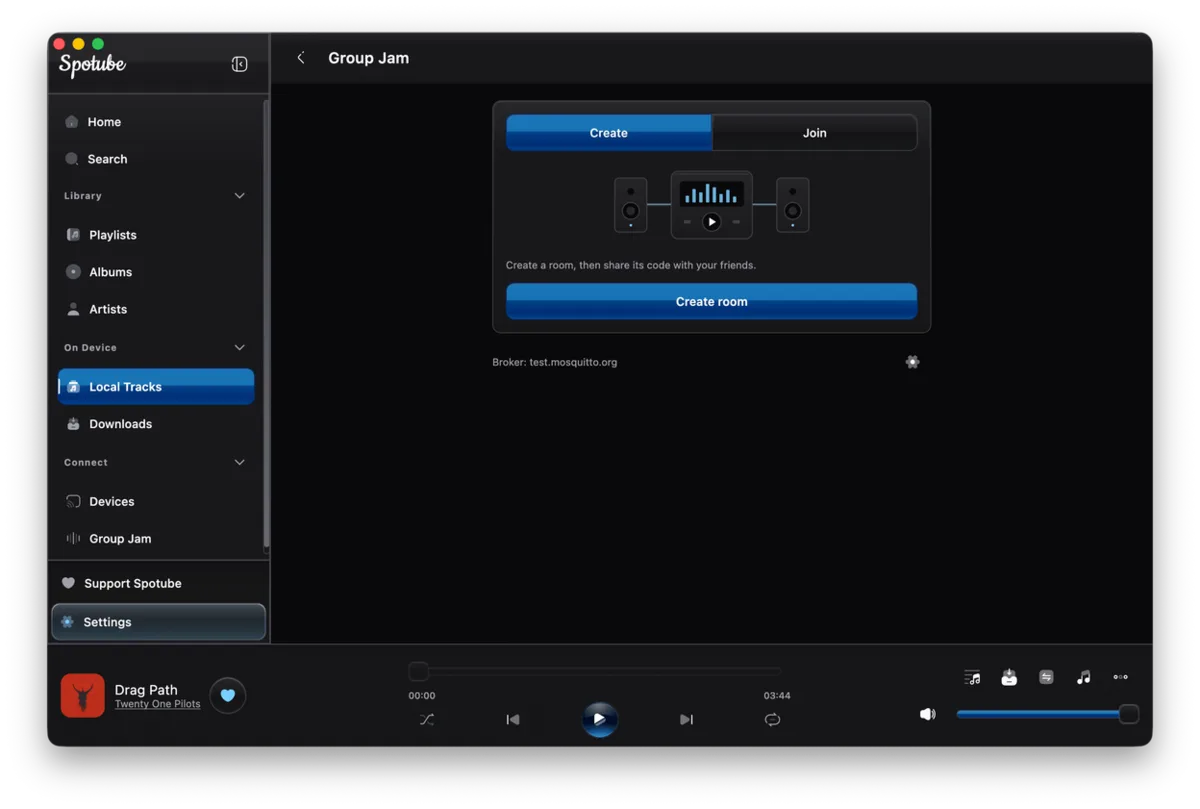 Spotube
Home
Search
Library
Playlists
Albums
Artists
On Device
Local Tracks
Downloads
Connect
Devices
Group Jam
Support Spotube
Settings
Group Jam
Create
Join
Create a room, then share its code with your friends.
Create room
Broker: test.mosquitto.org
Drag Path
Twenty One Pilots
00:00
03:44